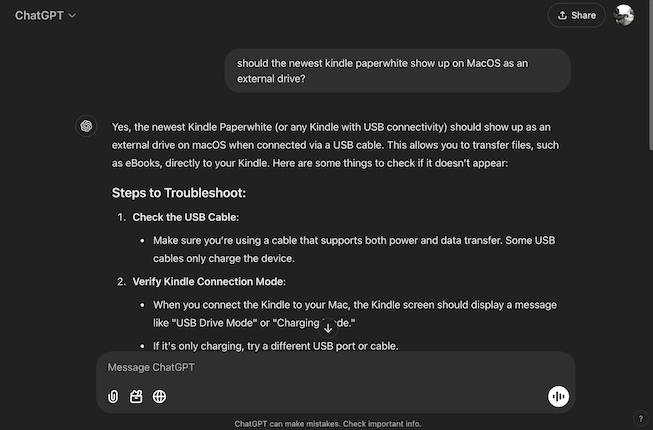 ChatGPT
Share
should the newest kindle paperwhite show up on MacOS as an
external drive?
Yes, the newest Kindle Paperwhite (or any Kindle with USB connectivity) should show up as an
external drive on macOS when connected via a USB cable. This allows you to transfer files, such
as eBooks, directly to your Kindle. Here are some things to check if it doesn't appear:
Steps to Troubleshoot:
1. Check the USB Cable:
• Make sure you're using a cable that supports both power and data transfer. Some USB
cables only charge the device.
2. Verify Kindle Connection Mode:
• When you connect the Kindle to your Mac, the Kindle screen should display a message
like "USB Drive Mode" or "Charging de."
• If it's only charging, try a different USB port or cable.
Message ChatGPT
ChatGPT can make mistakes. Check important info.
?